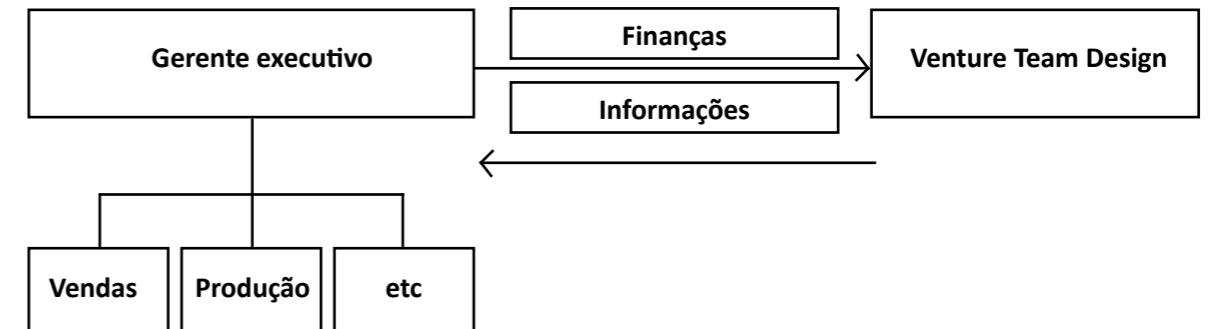 Gerente executivo
Finanças
Venture Team Design
Informações
Vendas
Produção
etc